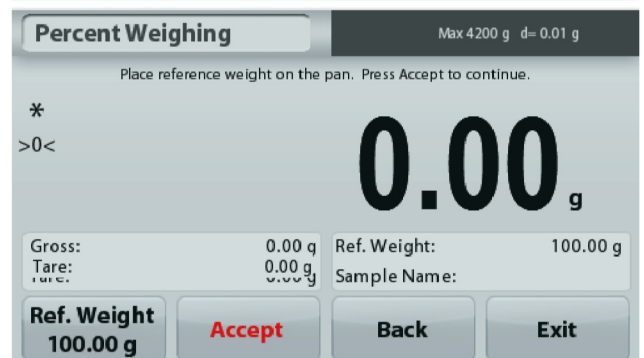 Percent Weighing
Max 4200 g d= 0.01 g
Place reference weight on the pan. Press Accept to continue.
*
>0<
0.00 g
Gross: 0.00 g
Tare: 0.00 g
Ref. Weight: 100.00 g
Sample Name:
Ref. Weight
100.00 g
Accept
Back
Exit